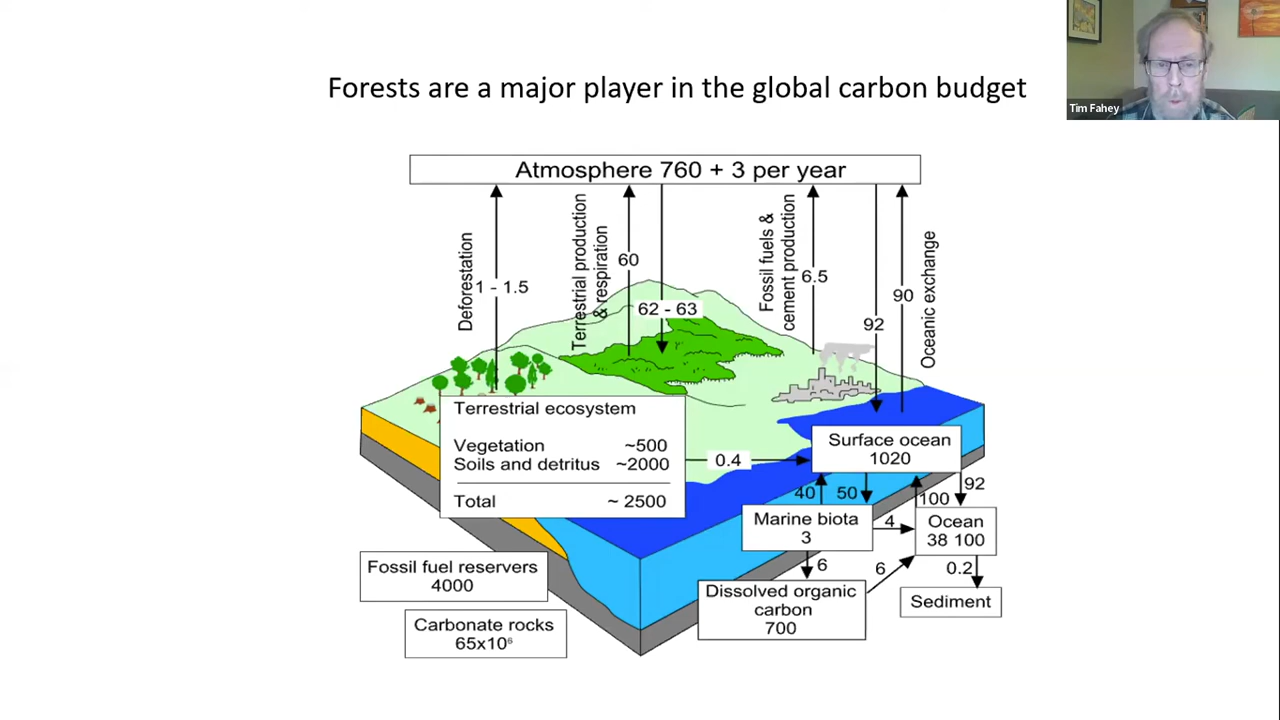 Forests are a major player in the global carbon budget
Tim Fahey
Atmosphere 760 + 3 per year
Deforestation
1 - 1.5
Terrestrial production
& respiration
60
62 - 63
Fossil fuels &
cement production
6.5
92
90
Oceanic exchange
Terrestrial ecosystem
Vegetation ~500
Soils and detritus ~2000
Total ~ 2500
0.4
Surface ocean
1020
40
50
92
100
Marine biota
3
4
Ocean
38 100
6
6
0.2
Dissolved organic
carbon
700
Sediment
Fossil fuel reservers
4000
Carbonate rocks
65x10⁶